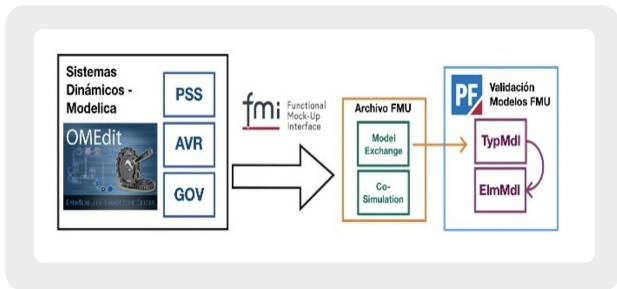 Sistemas
Dinámicos -
Modelica
OMEdit
PSS
AVR
GOV
fmi Functional
Mock-Up
Interface
Archivo FMU
Model
Exchange
Co-
Simulation
PF Validación
Modelos FMU
TypMdl
ElmMdl